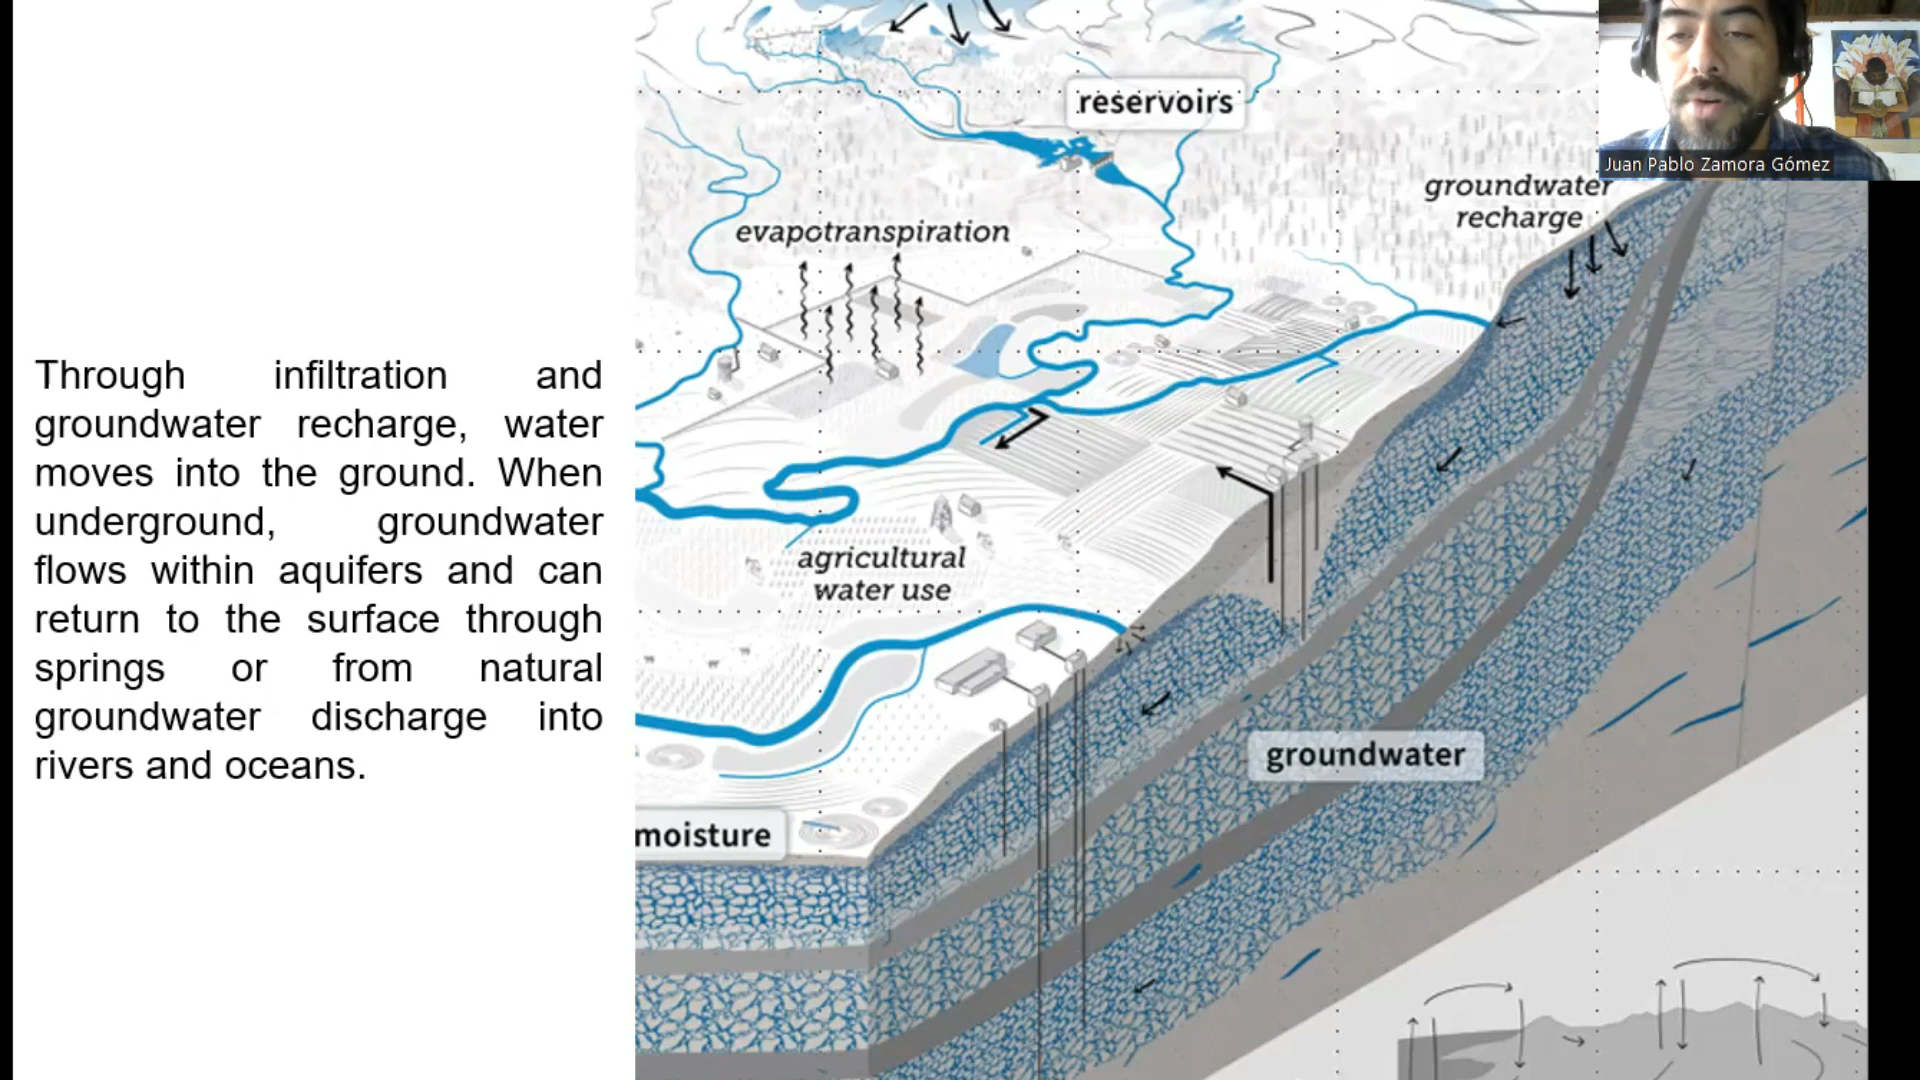 Through infiltration and
groundwater recharge, water
moves into the ground. When
underground, groundwater
flows within aquifers and can
return to the surface through
springs or from natural
groundwater discharge into
rivers and oceans.
reservoirs
Juan Pablo Zamora Gómez
groundwater
recharge
evapotranspiration
agricultural
water use
groundwater
moisture